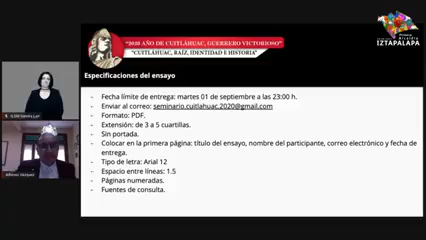 Primera
Alcaldía
IZTAPALAPA
"2020 AÑO DE CUITLÁHUAC, GUERRERO VICTORIOSO"
"CUITLÁHUAC, RAÍZ, IDENTIDAD E HISTORIA"
Especificaciones del ensayo
- Fecha límite de entrega: martes 01 de septiembre a las 23:00 h.
- Enviar al correo: seminario.cuitlahuac.2020@gmail.com
- Formato: PDF.
- Extensión: de 3 a 5 cuartillas.
- Sin portada.
- Colocar en la primera página: título del ensayo, nombre del participante, correo electrónico y fecha de
entrega.
- Tipo de letra: Arial 12
- Espacio entre líneas: 1.5
- Páginas numeradas.
- Fuentes de consulta.
Alfonso Vázquez